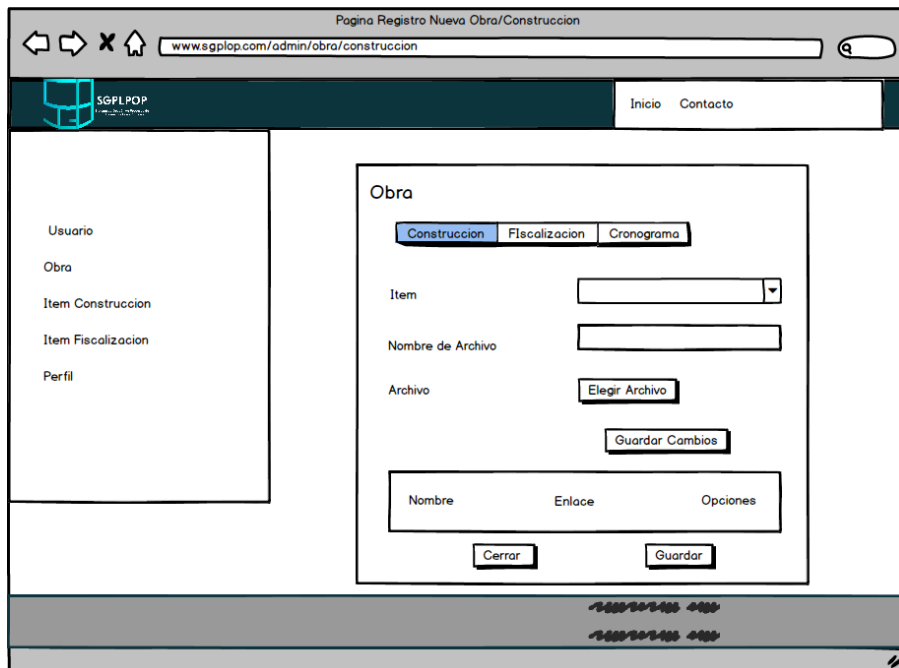 Pagina Registro Nueva Obra/Construccion
www.sgplop.com/admin/obra/construccion
SGPLPOP
Inicio Contacto
Usuario
Obra
Item Construccion
Item Fiscalizacion
Perfil
Obra
Construccion FIscalizacion Cronograma
Item
Nombre de Archivo
Archivo Elegir Archivo
Guardar Cambios
Nombre Enlace Opciones
Cerrar Guardar